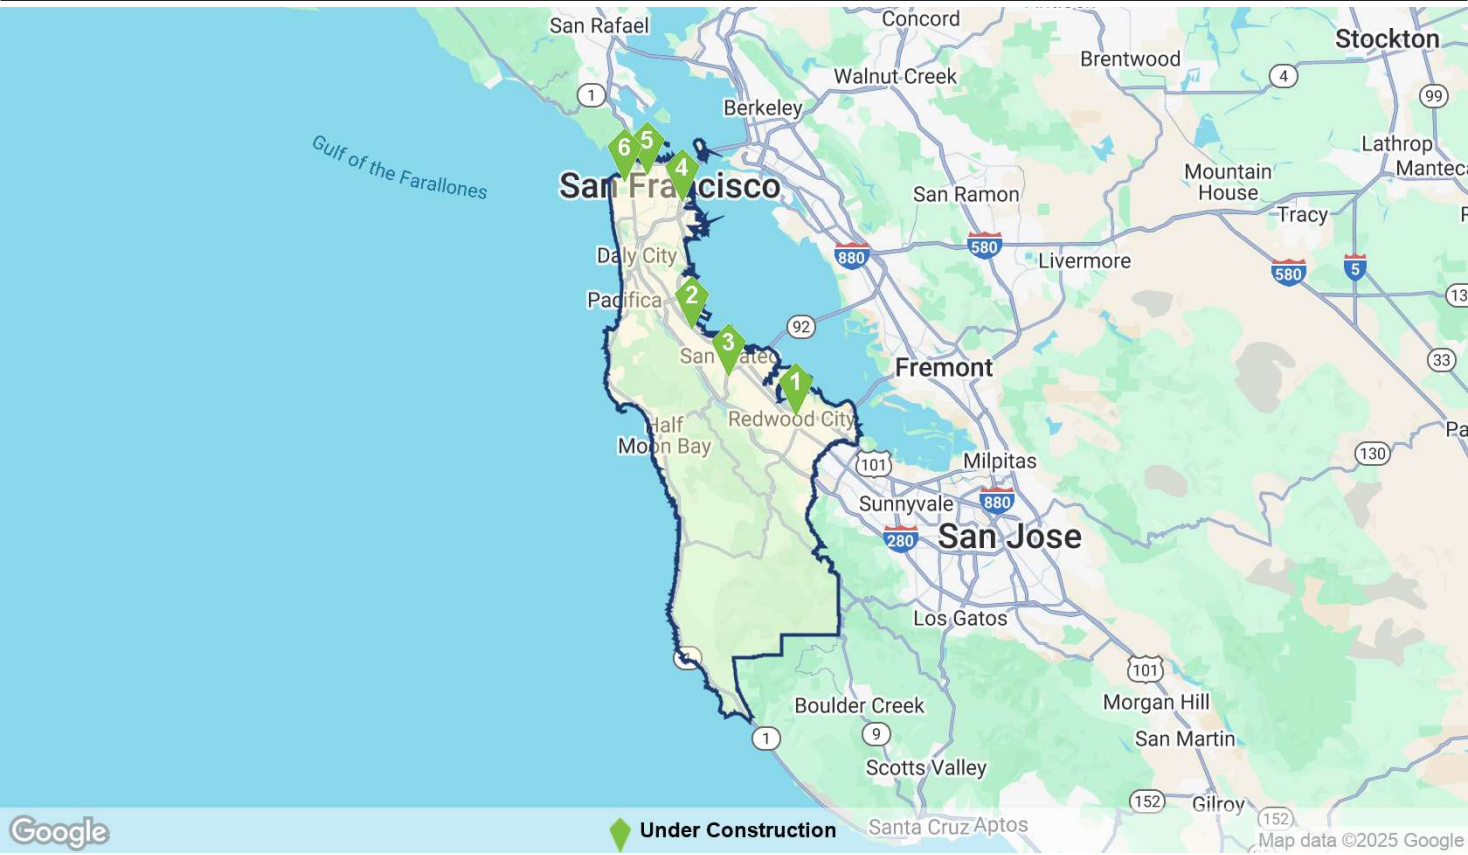 San Rafael
Concord
Stockton
Brentwood
Walnut Creek
4
1
99
Berkeley
Gulf of the Farallones
6
5
4
Lathrop
Manteca
Mountain
House
San Francisco
San Ramon
Tracy
880
580
Livermore
580
5
Daly City
Pacifica
2
92
13
3
San Mateo
Fremont
33
1
Redwood City
Half
Moon Bay
Pa
101
Milpitas
130
Sunnyvale
880
280
San Jose
Los Gatos
101
Boulder Creek
Morgan Hill
1
9
San Martin
Scotts Valley
152
Gilroy
152
Google
Under Construction
Santa Cruz
Aptos
Map data ©2025 Google